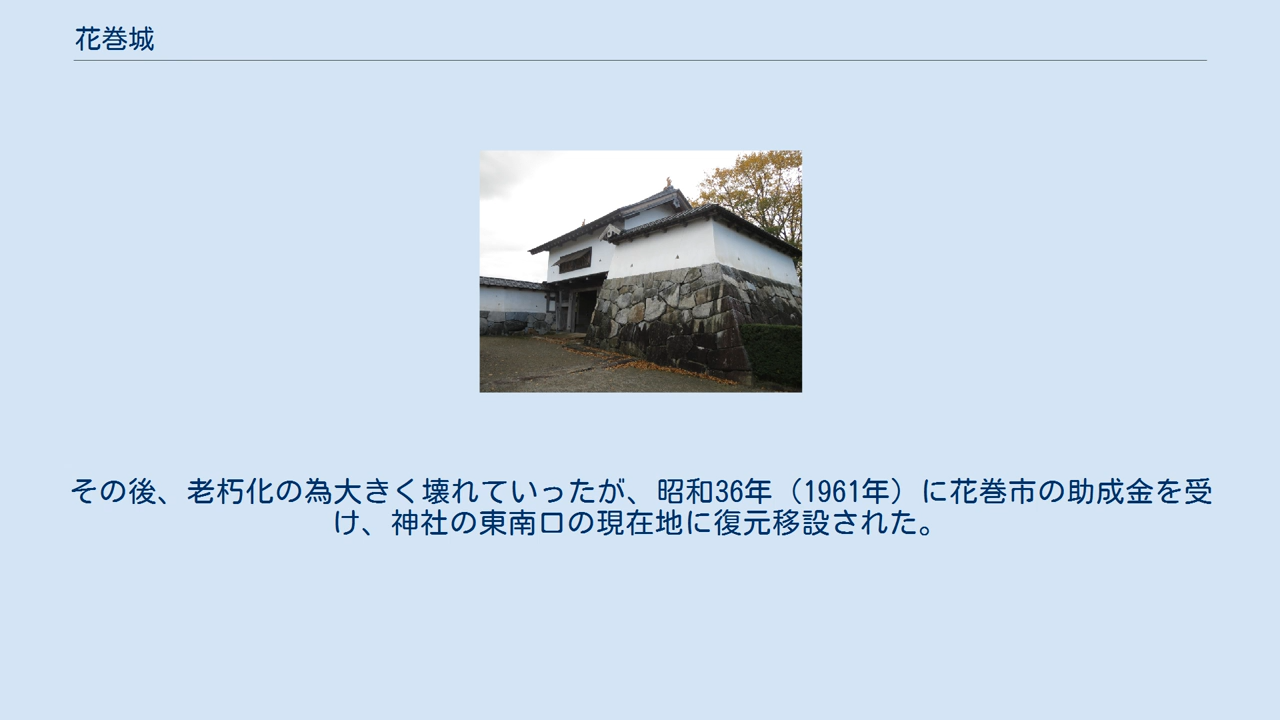 花巻城
その後、老朽化の為大きく壊れていったが、昭和36年（1961年）に花巻市の助成金を受
け、神社の東南口の現在地に復元移設された。